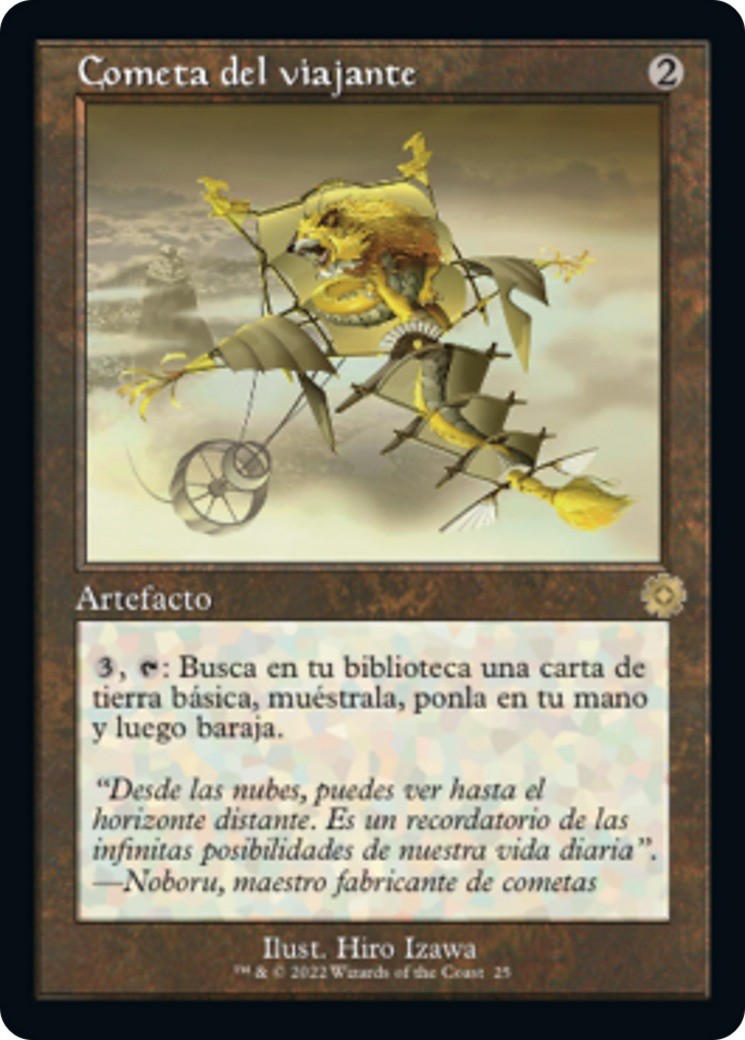 Cometa del viajante 2
Artefacto
3, : Busca en tu biblioteca una carta de
tierra básica, muéstrala, ponla en tu mano
y luego baraja.
“Desde las nubes, puedes ver hasta el
horizonte distante. Es un recordatorio de las
infinitas posibilidades de nuestra vida diaria”.
—Noboru, maestro fabricante de cometas
Ilust. Hiro Izawa
™ & © 2022 Wizards of the Coast 25